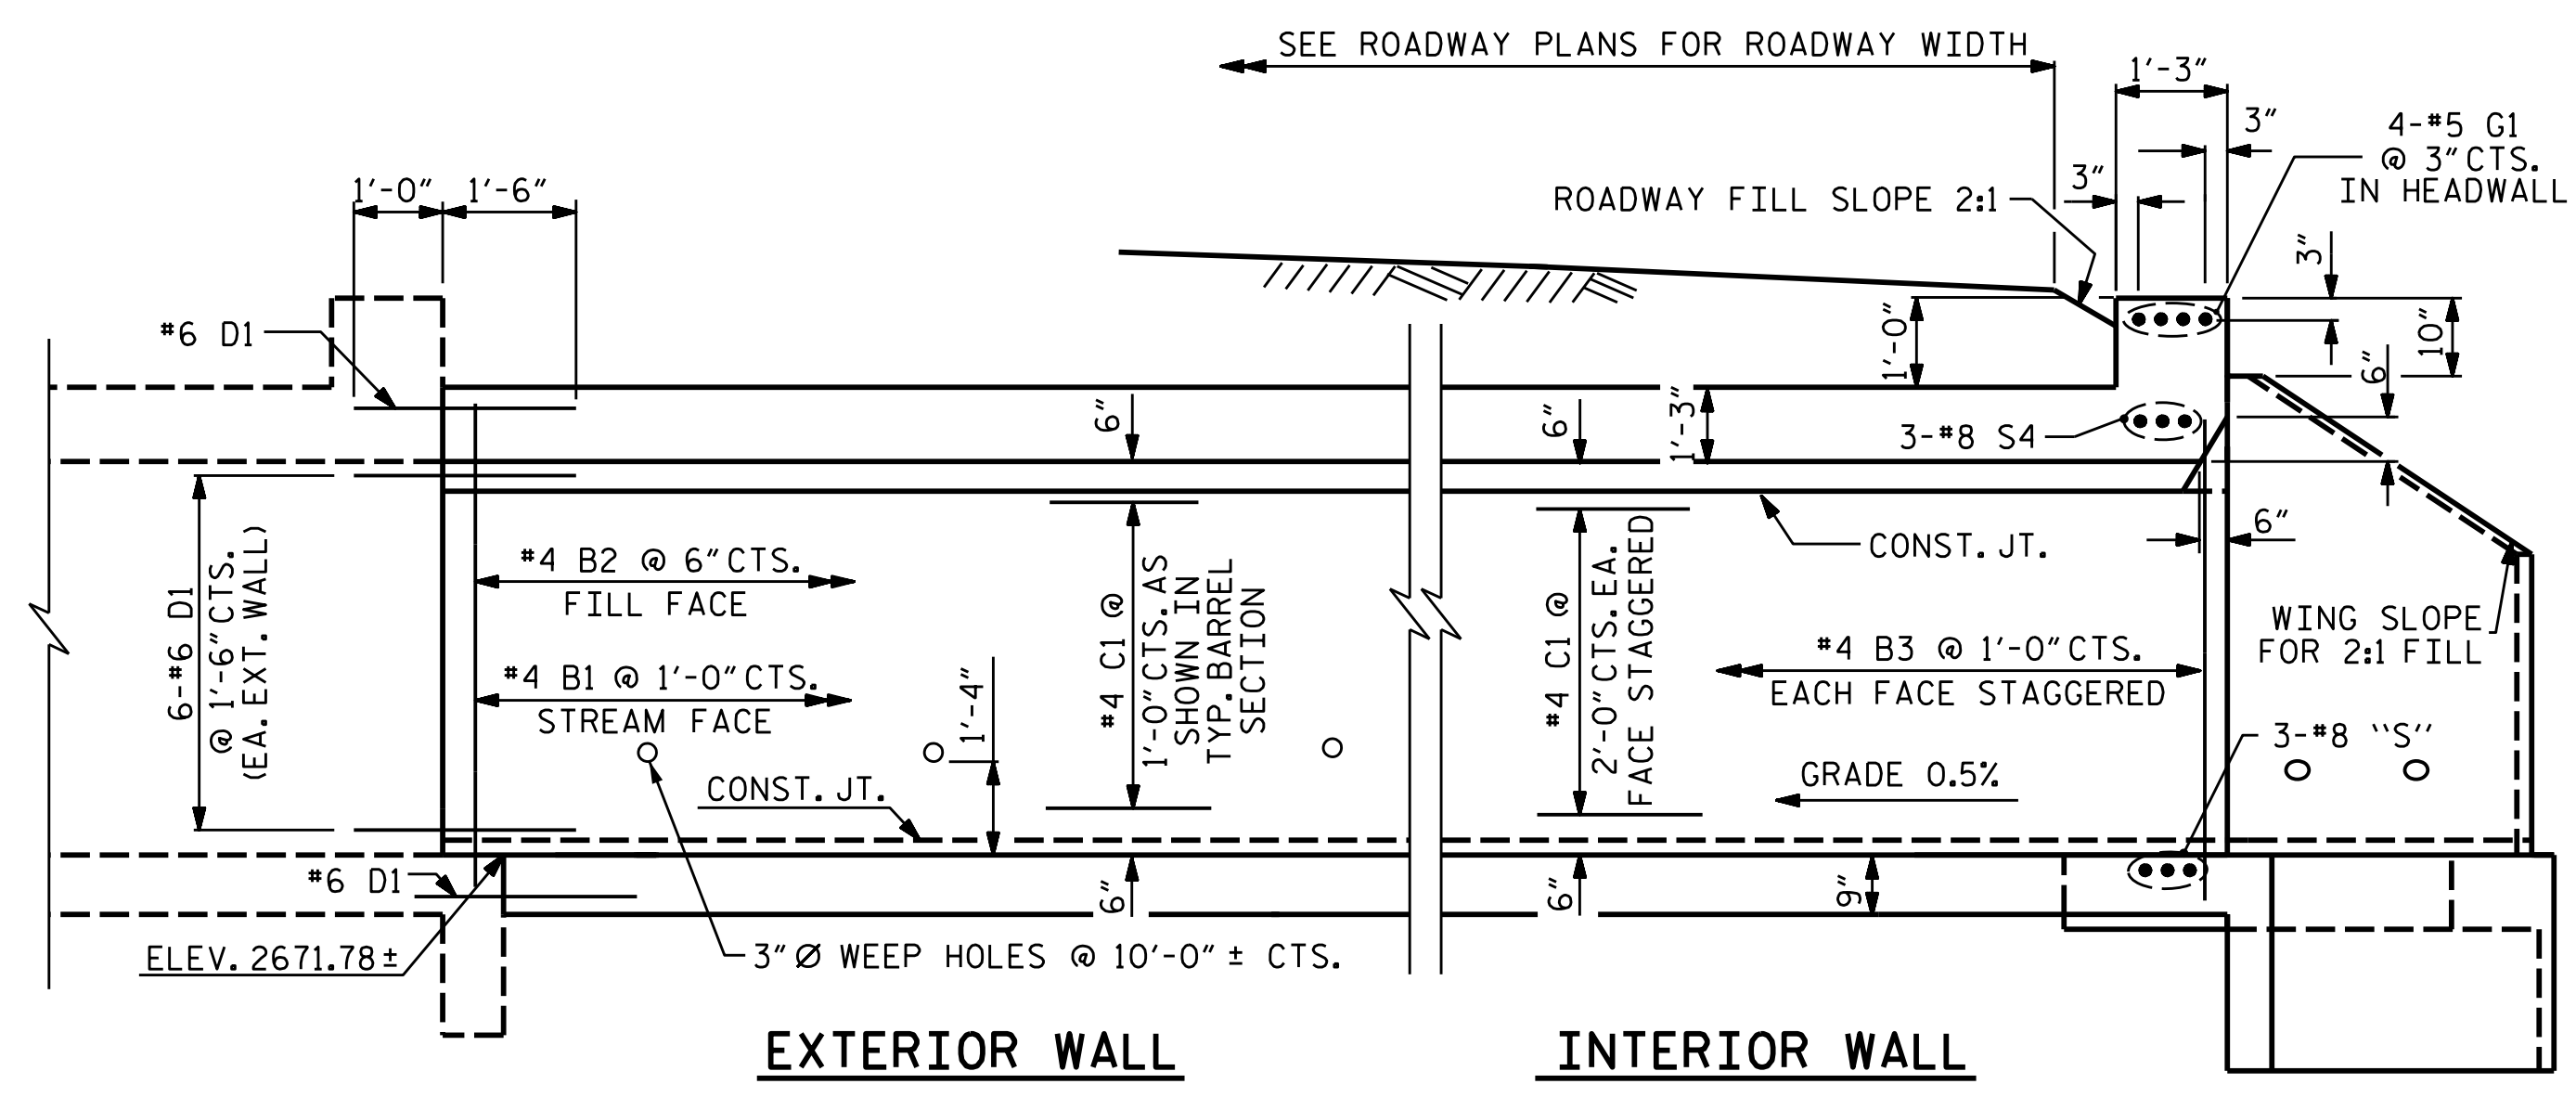 SEE ROADWAY PLANS FOR ROADWAY WIDTH
1'-3"
3"
4-#5 G1
@ 3"CTS.
IN HEADWALL
3"
1'-0"
1'-6"
ROADWAY FILL SLOPE 2:1
3"
#6 D1
1'-0"
10"
6"
6"
6"
1'-3"
3-#8 S4
6"
CONST. JT.
#4 B2 @ 6"CTS.
FILL FACE
6-#6 D1
@ 1'-6"CTS.
(EA. EXT. WALL)
#4 C1 @
1'-0"CTS. AS
SHOWN IN
TYP. BARREL
SECTION
#4 C1 @
2'-0"CTS. EA.
FACE STAGGERED
WING SLOPE
FOR 2:1 FILL
#4 B1 @ 1'-0"CTS.
STREAM FACE
1'-4"
#4 B3 @ 1'-0"CTS.
EACH FACE STAGGERED
3-#8 "S"
CONST. JT.
GRADE 0.5%
#6 D1
6"
6"
9"
ELEV. 2671.78±
3"Ø WEEP HOLES @ 10'-0" ± CTS.
EXTERIOR WALL
INTERIOR WALL